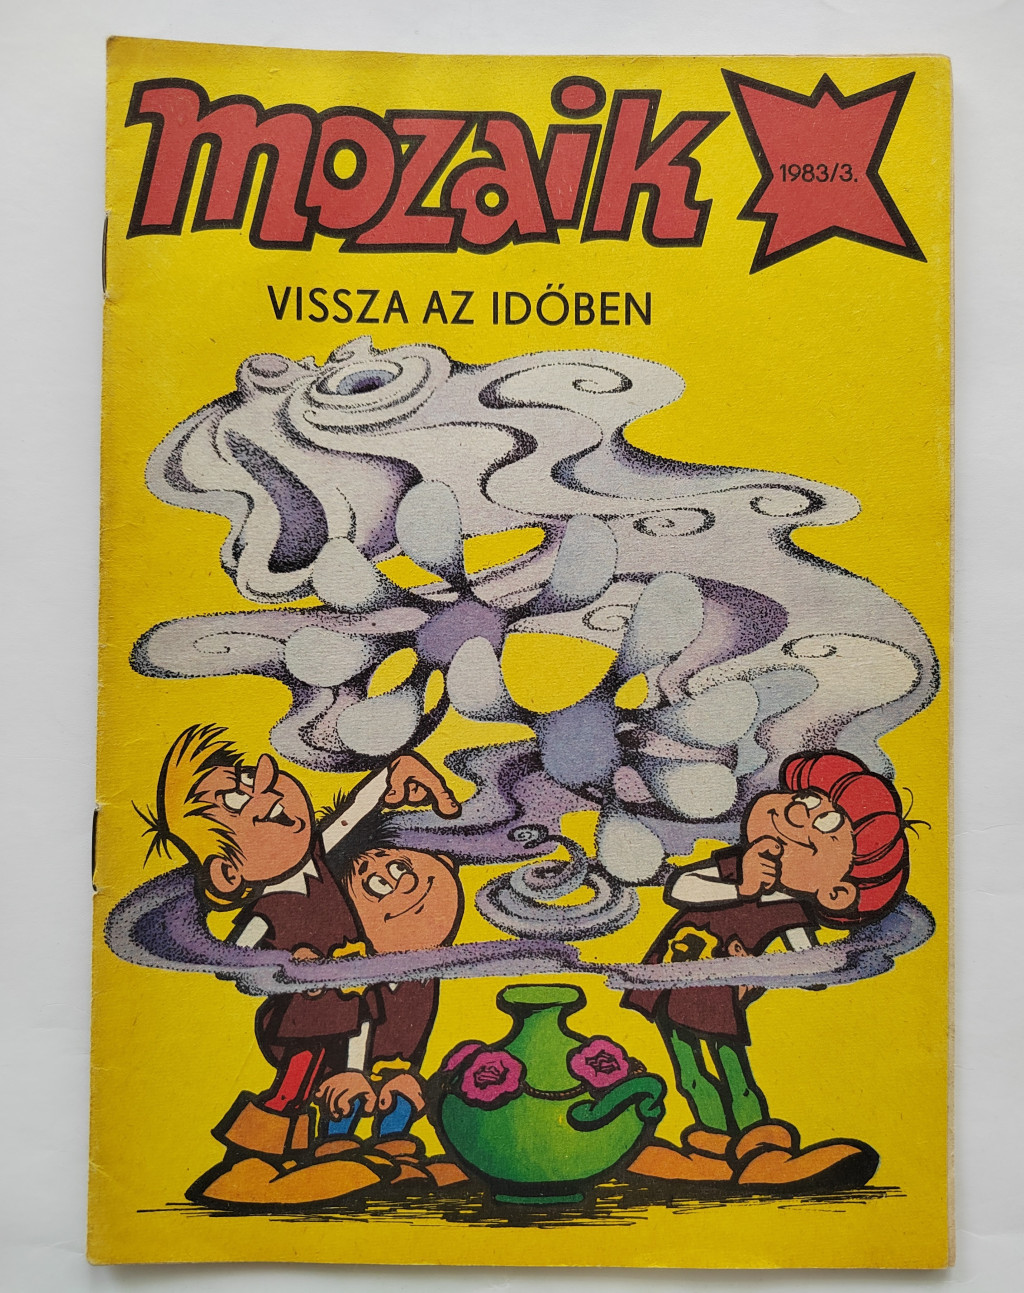 mozaik
1983/3.
VISSZA AZ IDŐBEN